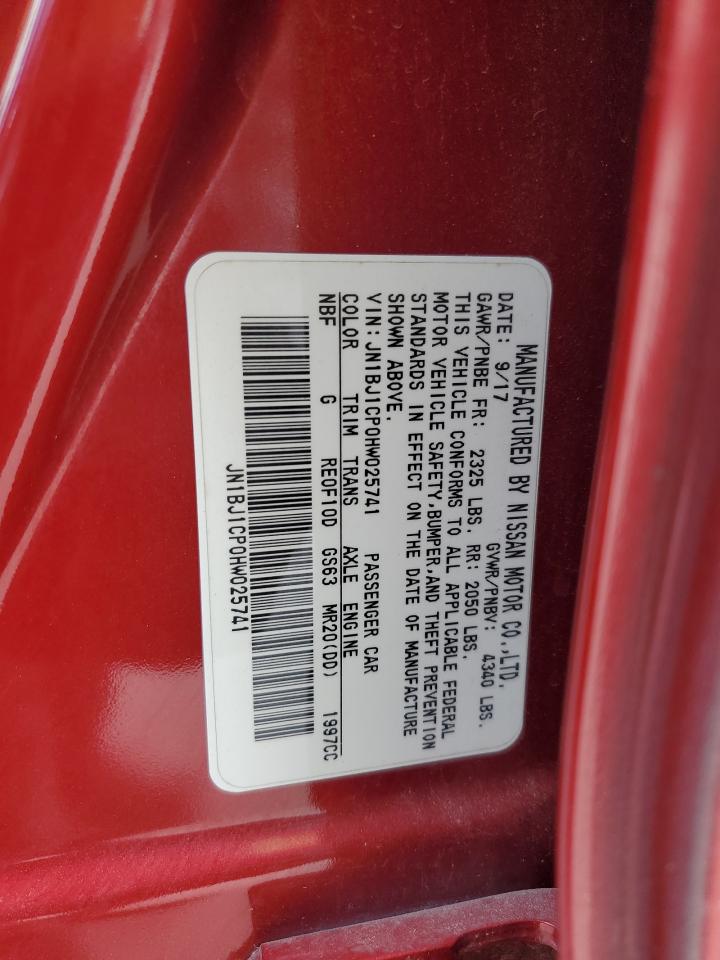 MANUFACTURED BY NISSAN MOTOR CO.,LTD.
DATE: 9/17 GVWR/PNBV: 4340 LBS.
GAWR/PNBE FR: 2325 LBS. RR: 2050 LBS.
THIS VEHICLE CONFORMS TO ALL APPLICABLE FEDERAL
MOTOR VEHICLE SAFETY,BUMPER,AND THEFT PREVENTION
STANDARDS IN EFFECT ON THE DATE OF MANUFACTURE
SHOWN ABOVE.
VIN: JN1BJ1CP0HW025741 PASSENGER CAR
COLOR TRIM TRANS AXLE ENGINE
NBF G RE0F10D GS63 MR20(DD) 1997CC
JN1BJ1CP0HW025741